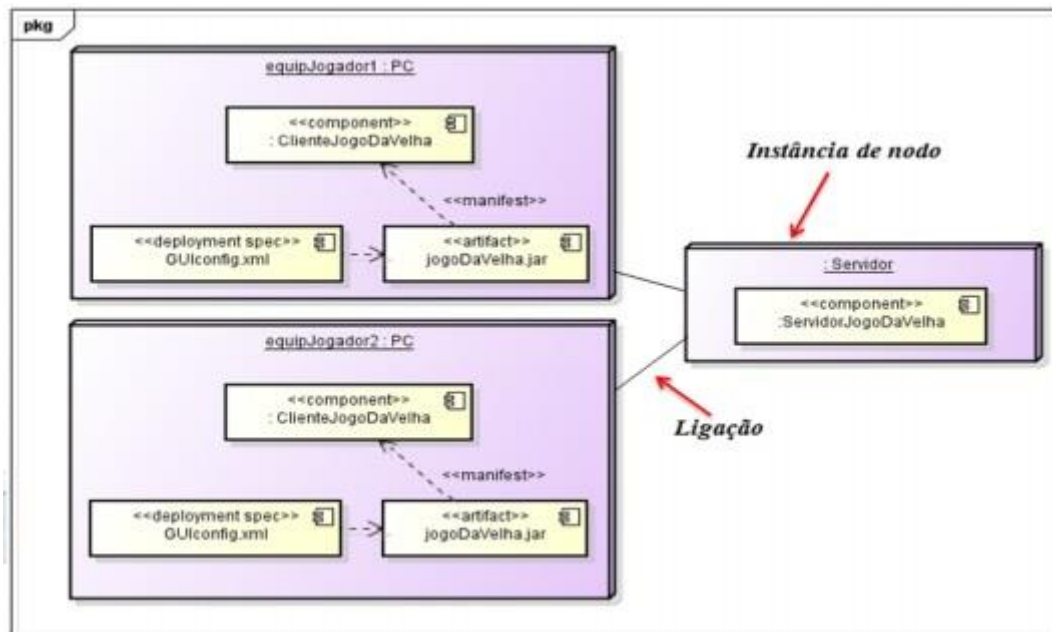 pkg
equipJogador1 : PC
<<component>>
: ClienteJogoDaVelha
<<manifest>>
<<deployment spec>>
GUIconfig.xml
<<artifact>>
jogoDaVelha.jar
equipJogador2 : PC
<<component>>
: ClienteJogoDaVelha
<<manifest>>
<<deployment spec>>
GUIconfig.xml
<<artifact>>
jogoDaVelha.jar
Instância de nodo
: Servidor
<<component>>
:ServidorJogoDaVelha
Ligação